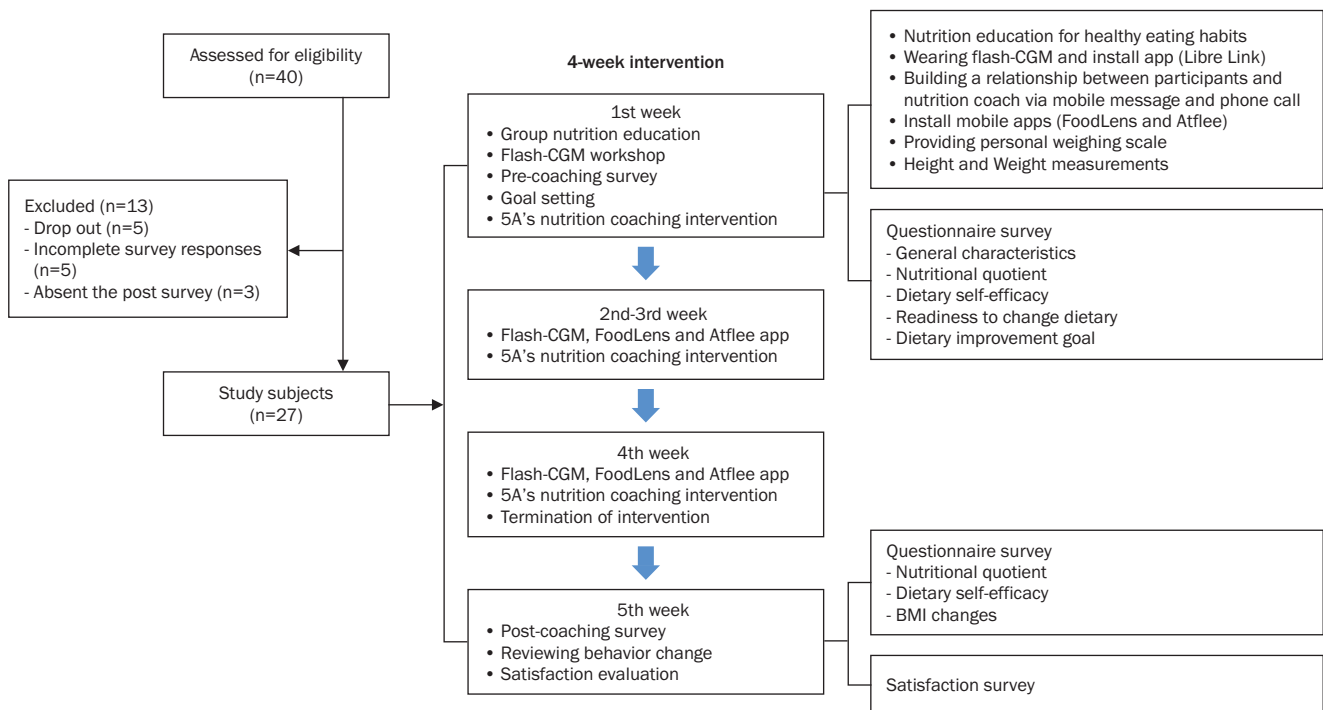 Assessed for eligibility
(n=40)
Excluded (n=13)
- Drop out (n=5)
- Incomplete survey responses
(n=5)
- Absent the post survey (n=3)
Study subjects
(n=27)
4-week intervention
1st week
• Group nutrition education
• Flash-CGM workshop
• Pre-coaching survey
• Goal setting
• 5A's nutrition coaching intervention
2nd-3rd week
• Flash-CGM, FoodLens and Atflee app
• 5A's nutrition coaching intervention
4th week
• Flash-CGM, FoodLens and Atflee app
• 5A's nutrition coaching intervention
• Termination of intervention
5th week
• Post-coaching survey
• Reviewing behavior change
• Satisfaction evaluation
• Nutrition education for healthy eating habits
• Wearing flash-CGM and install app (Libre Link)
• Building a relationship between participants and
nutrition coach via mobile message and phone call
• Install mobile apps (FoodLens and Atflee)
• Providing personal weighing scale
• Height and Weight measurements
Questionnaire survey
- General characteristics
- Nutritional quotient
- Dietary self-efficacy
- Readiness to change dietary
- Dietary improvement goal
Questionnaire survey
- Nutritional quotient
- Dietary self-efficacy
- BMI changes
Satisfaction survey